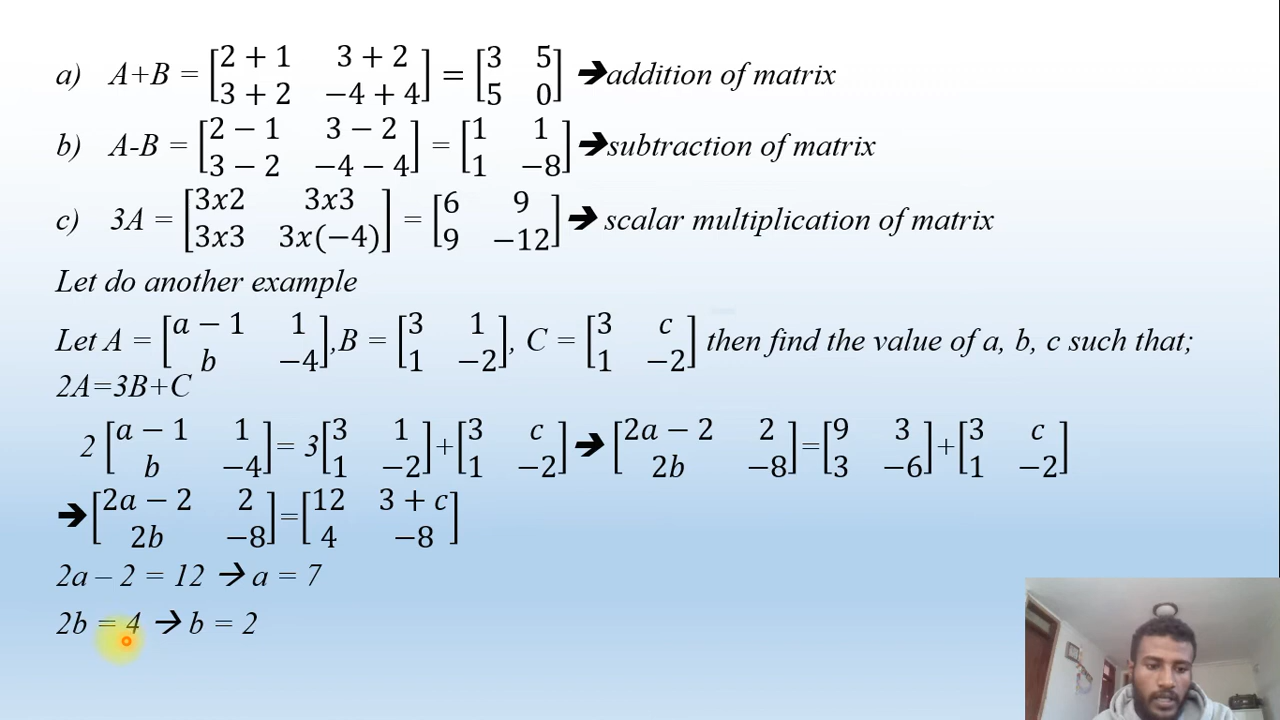 a) A+B = [2 + 1 3 + 2 3 + 2 −4 + 4] = [3 5 5 0] ➔addition of matrix
b) A-B = [2 − 1 3 − 2 3 − 2 −4 − 4] = [1 1 1 −8] ➔subtraction of matrix
c) 3A = [3x2 3x3 3x3 3x(−4)] = [6 9 9 −12] ➔ scalar multiplication of matrix
Let do another example
Let A = [a − 1 1 b −4],B = [3 1 1 −2], C = [3 c 1 −2] then find the value of a, b, c such that;
2A=3B+C
2 [a − 1 1 b −4]= 3[3 1 1 −2]+[3 c 1 −2]➔ [2a − 2 2 2b −8]=[9 3 3 −6]+[3 c 1 −2]
➔[2a − 2 2 2b −8]=[12 3 + c 4 −8]
2a – 2 = 12 → a = 7
2b = 4 → b = 2